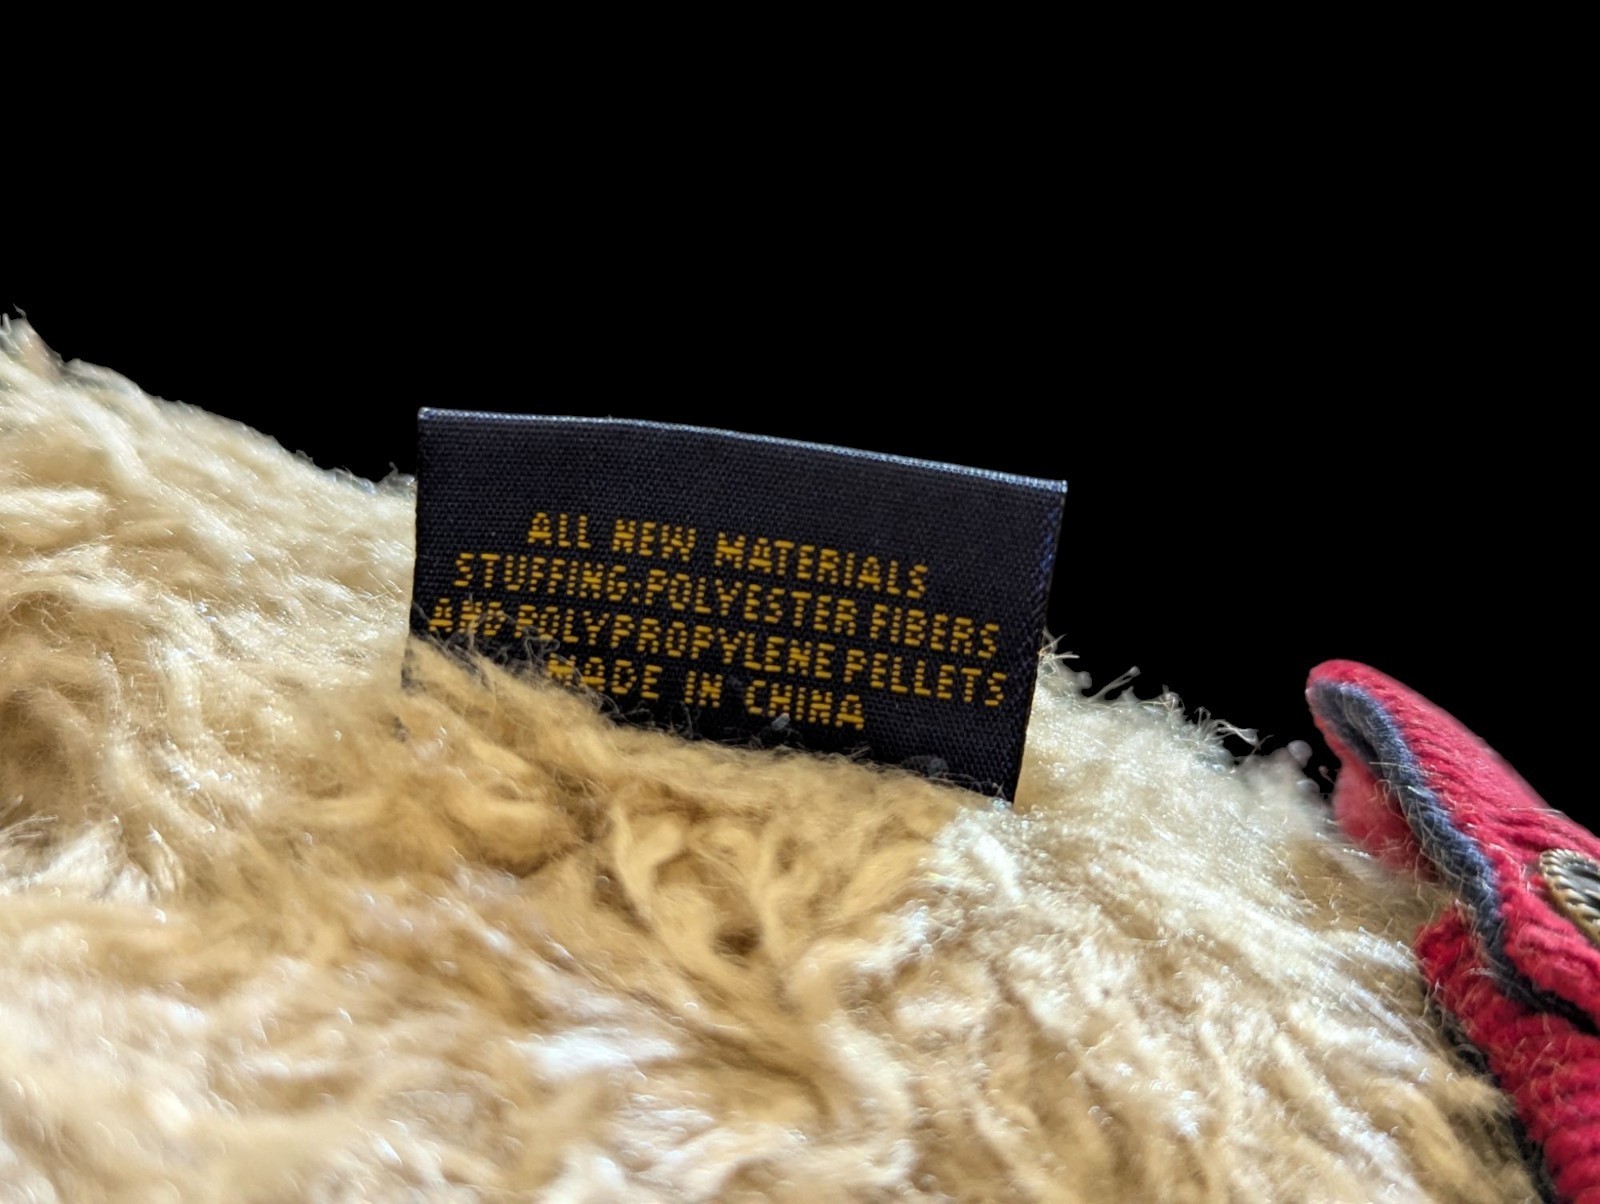 ALL NEW MATERIALS
STUFFING:POLYESTER FIBERS
AND POLYPROPYLENE PELLETS
MADE IN CHINA